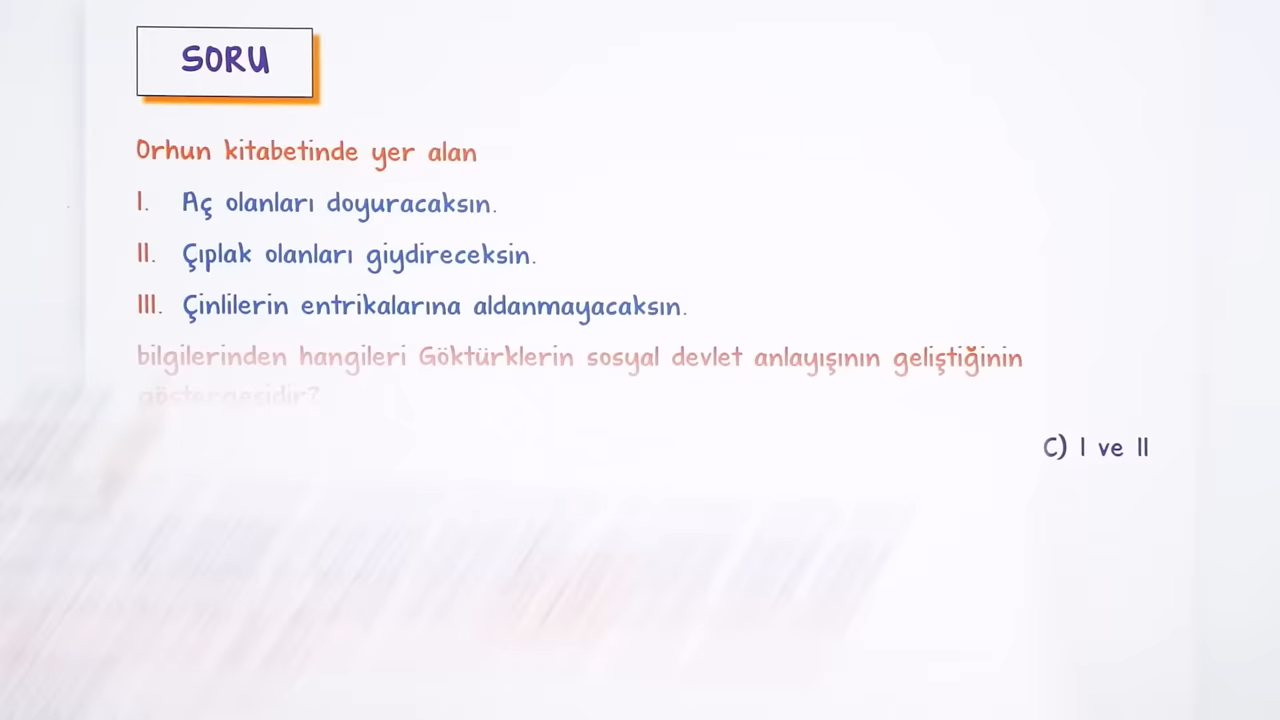 SORU
Orhun kitabetinde yer alan
I. Aç olanları doyuracaksın.
II. Çıplak olanları giydireceksin.
III. Çinlilerin entrikalarına aldanmayacaksın.
bilgilerinden hangileri Göktürklerin sosyal devlet anlayışının geliştiğinin
göstergesidir?
C) I ve II